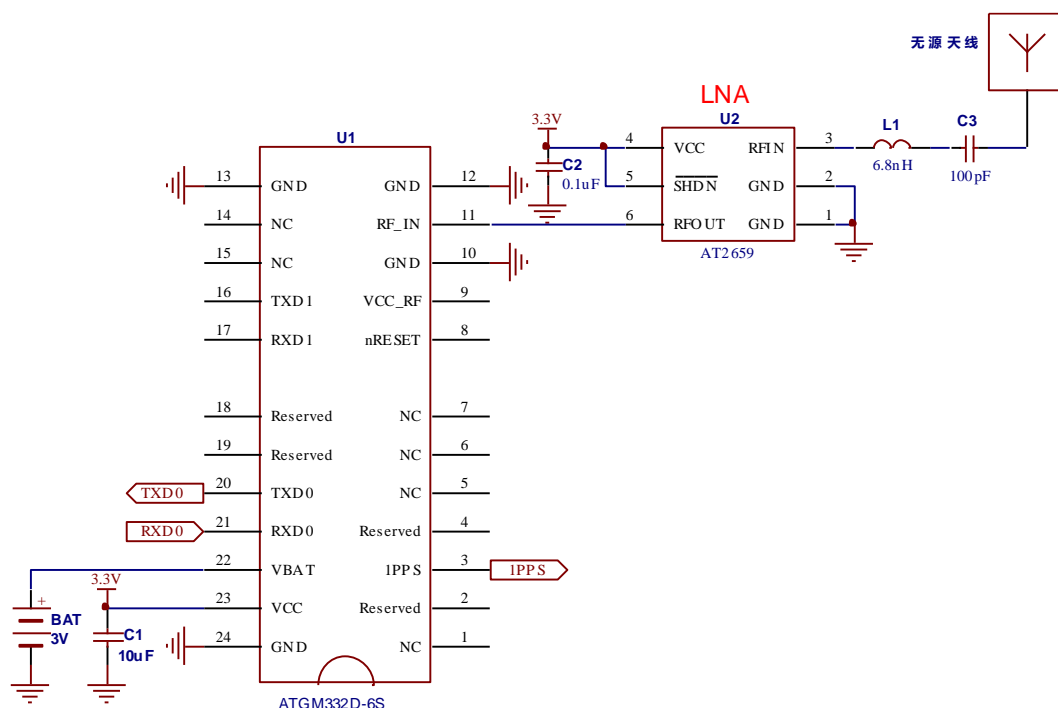 无源天线
LNA
U2
L1
C3
3.3V
U1
4
VCC
RFIN
3
C2
0.1uF
6.8nH
100pF
13
GND
GND
12
5
SHDN
GND
2
14
NC
RF_IN
11
6
RFOUT
GND
1
AT2659
15
NC
GND
10
16
TXD1
VCC_RF
9
17
RXD1
nRESET
8
18
Reserved
NC
7
19
Reserved
NC
6
TXD0
20
TXD0
NC
5
RXD0
21
RXD0
Reserved
4
22
VBAT
1PPS
3
1PPS
3.3V
+
BAT
3V
23
VCC
Reserved
2
C1
10uF
24
GND
NC
1
ATGM332D-6S